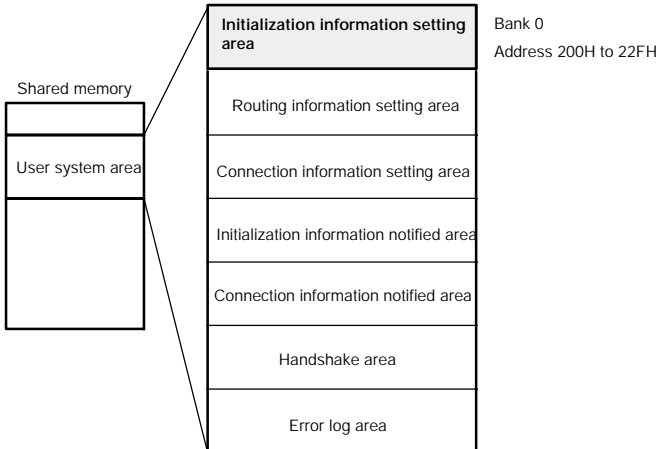 Initialization information setting
area
Bank 0
Address 200H to 22FH
Shared memory
Routing information setting area
User system area
Connection information setting area
Initialization information notified area
Connection information notified area
Handshake area
Error log area